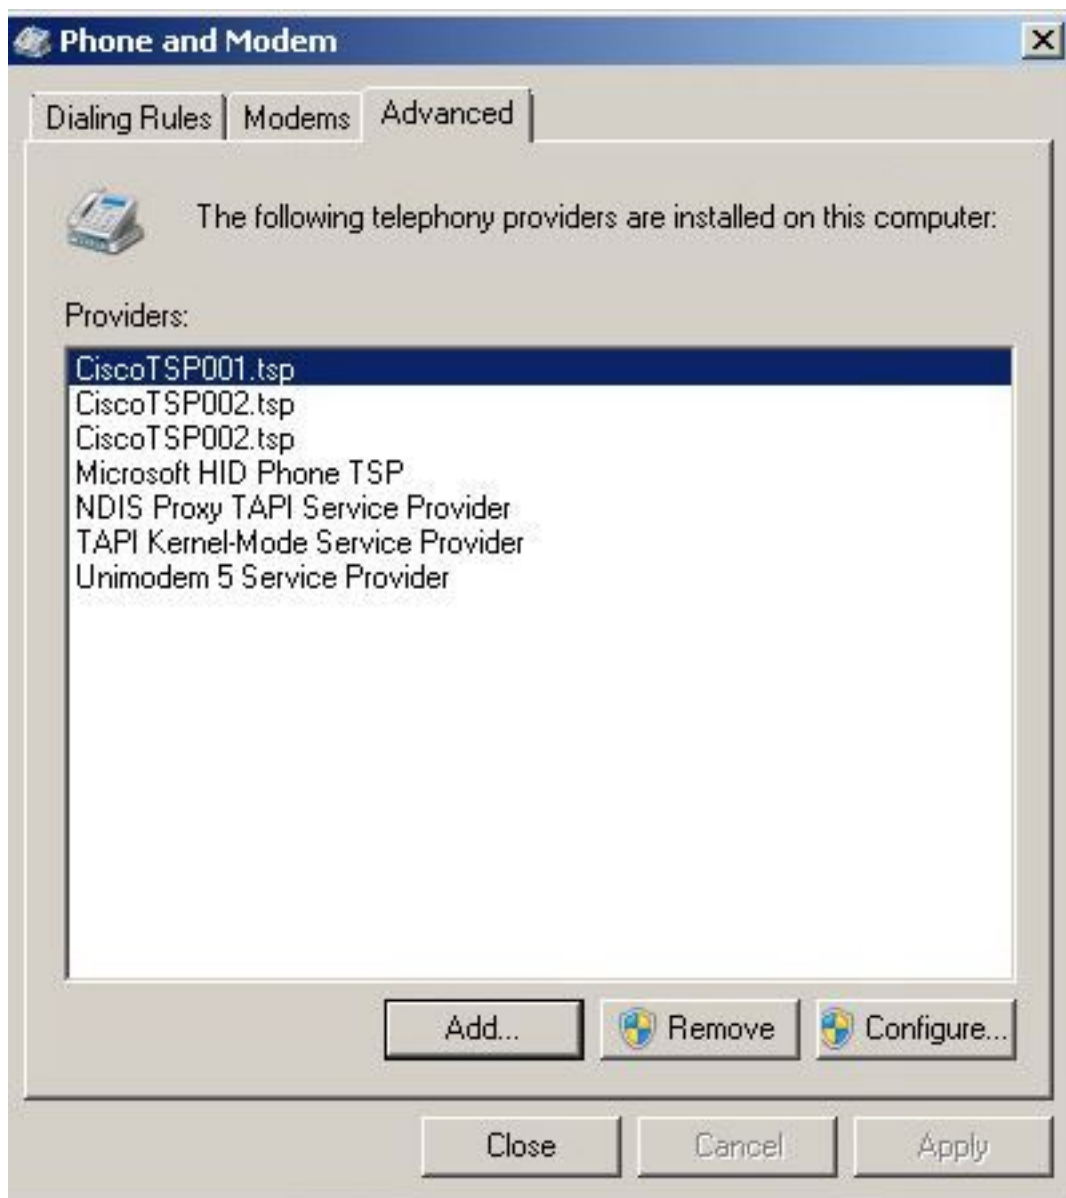 Phone and Modem
Dialing Rules Modems Advanced
The following telephony providers are installed on this computer:
Providers:
CiscoTSP001.tsp
CiscoTSP002.tsp
CiscoTSP002.tsp
Microsoft HID Phone TSP
NDIS Proxy TAPI Service Provider
TAPI Kernel-Mode Service Provider
Unimodem 5 Service Provider
Add... Remove Configure...
Close Cancel Apply